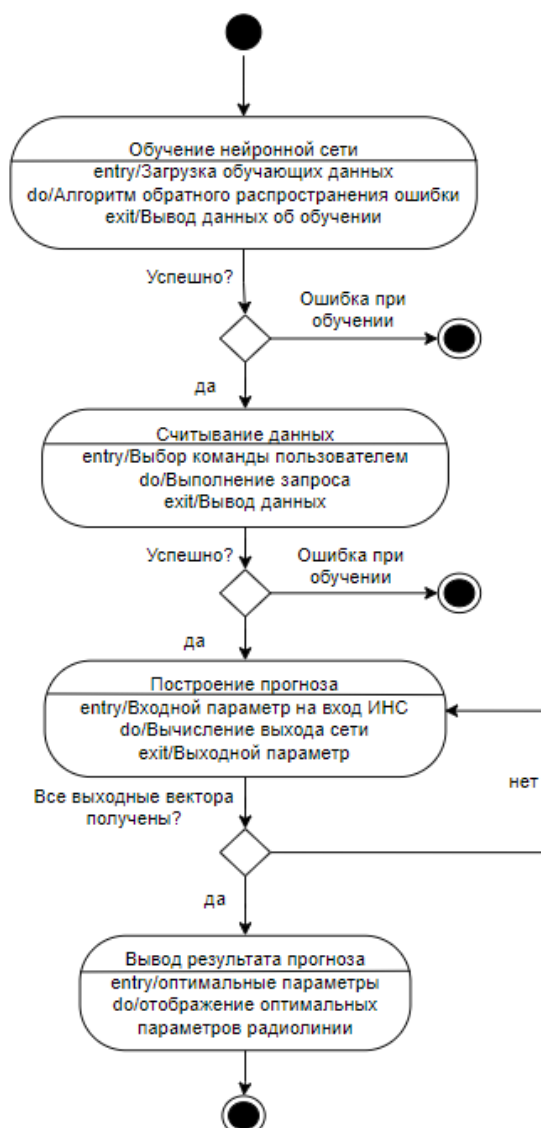 Обучение нейронной сети
entry/Загрузка обучающих данных
do/Алгоритм обратного распространения ошибки
exit/Вывод данных об обучении
Успешно?
Ошибка при
обучении
да
Считывание данных
entry/Выбор команды пользователем
do/Выполнение запроса
exit/Вывод данных
Успешно?
Ошибка при
обучении
да
Построение прогноза
entry/Входной параметр на вход ИНС
do/Вычисление выхода сети
exit/Выходной параметр
Все выходные вектора
получены?
нет
да
Вывод результата прогноза
entry/оптимальные параметры
do/отображение оптимальных
параметров радиолинии